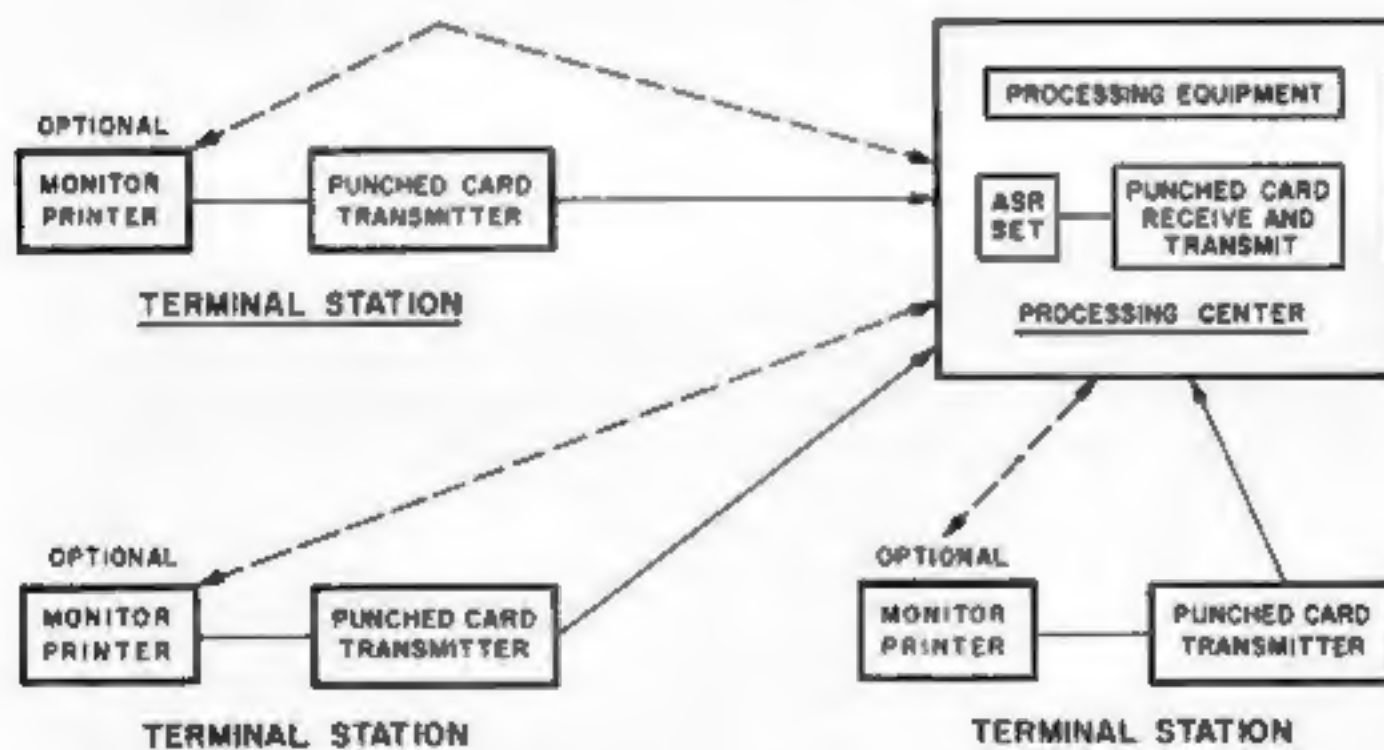 OPTIONAL
MONITOR
PRINTER
PUNCHED CARD
TRANSMITTER
TERMINAL STATION
PROCESSING EQUIPMENT
ASR
SET
PUNCHED CARD
RECEIVE AND
TRANSMIT
PROCESSING CENTER
OPTIONAL
MONITOR
PRINTER
PUNCHED CARD
TRANSMITTER
TERMINAL STATION
OPTIONAL
MONITOR
PRINTER
PUNCHED CARD
TRANSMITTER
TERMINAL STATION